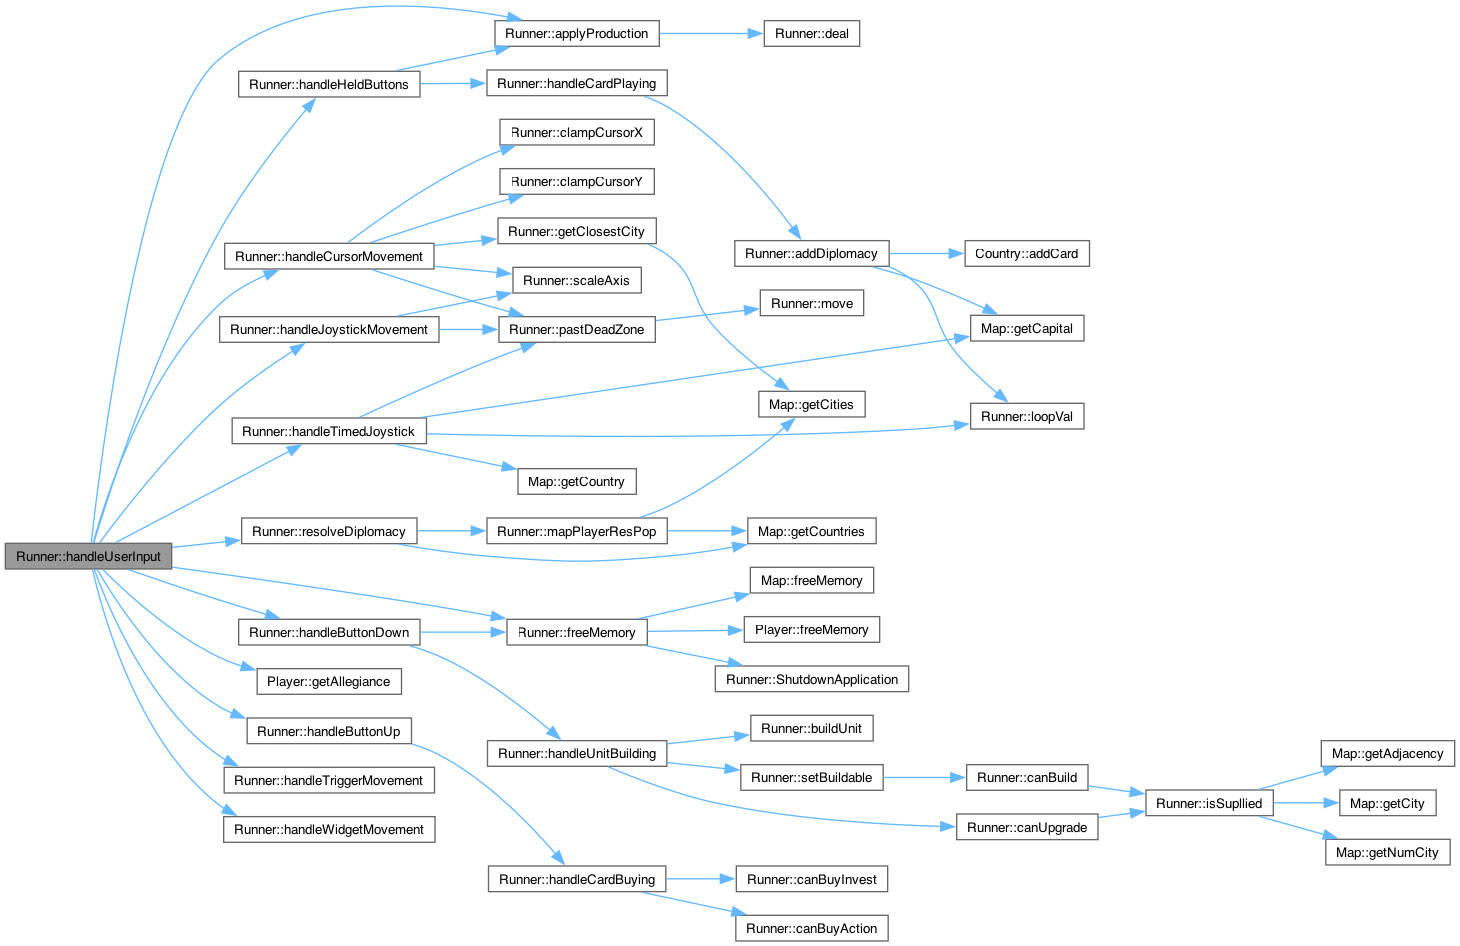 Runner::handleUserInput
Runner::applyProduction
Runner::deal
Runner::handleHeldButtons
Runner::handleCardPlaying
Runner::clampCursorX
Runner::clampCursorY
Runner::getClosestCity
Runner::handleCursorMovement
Runner::addDiplomacy
Country::addCard
Runner::scaleAxis
Runner::move
Runner::handleJoystickMovement
Runner::pastDeadZone
Map::getCapital
Map::getCities
Runner::loopVal
Runner::handleTimedJoystick
Map::getCountry
Runner::resolveDiplomacy
Runner::mapPlayerResPop
Map::getCountries
Map::freeMemory
Runner::handleButtonDown
Runner::freeMemory
Player::freeMemory
Player::getAllegiance
Runner::ShutdownApplication
Runner::handleButtonUp
Runner::buildUnit
Runner::handleUnitBuilding
Map::getAdjacency
Runner::handleTriggerMovement
Runner::setBuildable
Runner::canBuild
Runner::isSupllied
Map::getCity
Runner::handleWidgetMovement
Runner::canUpgrade
Map::getNumCity
Runner::handleCardBuying
Runner::canBuyInvest
Runner::canBuyAction